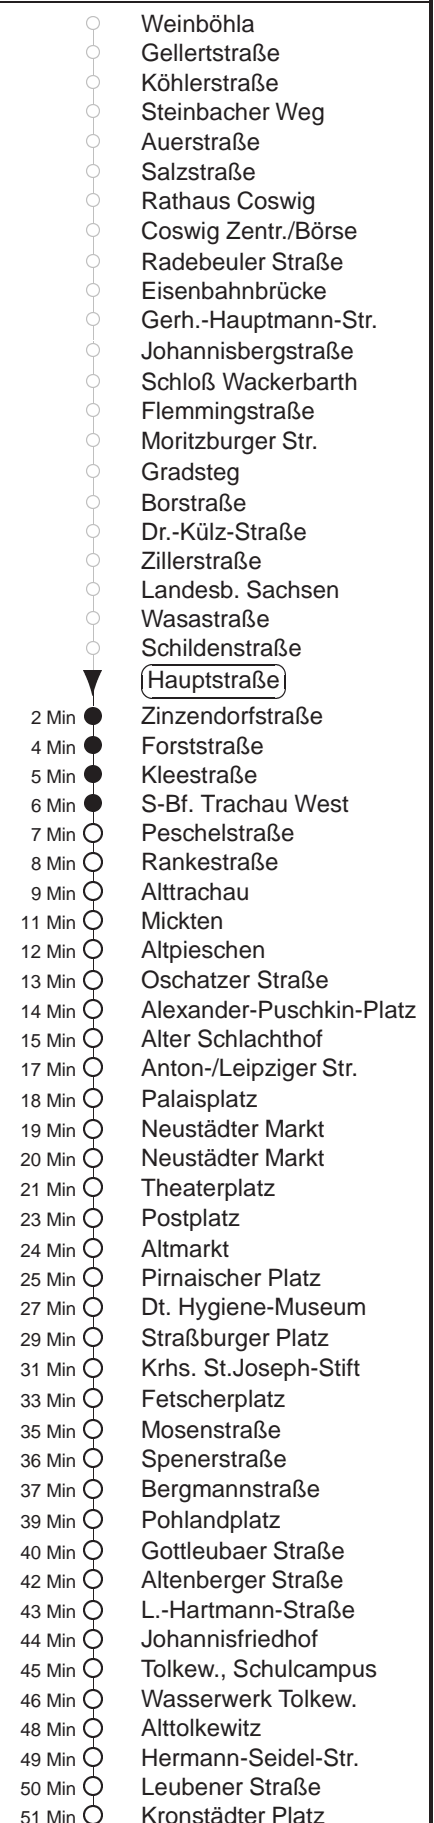 Weinböhla
Gellertstraße
Köhlerstraße
Steinbacher Weg
Auerstraße
Salzstraße
Rathaus Coswig
Coswig Zentr./Börse
Radebeuler Straße
Eisenbahnbrücke
Gerh.-Hauptmann-Str.
Johannisbergstraße
Schloß Wackerbarth
Flemmingstraße
Moritzburger Str.
Gradsteg
Borstraße
Dr.-Külz-Straße
Zillerstraße
Landesb. Sachsen
Wasastraße
Schildenstraße
Hauptstraße
2 Min Zinzendorfstraße
4 Min Forststraße
5 Min Kleestraße
6 Min S-Bf. Trachau West
7 Min Peschelstraße
8 Min Rankestraße
9 Min Alttrachau
11 Min Mickten
12 Min Altpieschen
13 Min Oschatzer Straße
14 Min Alexander-Puschkin-Platz
15 Min Alter Schlachthof
17 Min Anton-/Leipziger Str.
18 Min Palaisplatz
19 Min Neustädter Markt
20 Min Neustädter Markt
21 Min Theaterplatz
23 Min Postplatz
24 Min Altmarkt
25 Min Pirnaischer Platz
27 Min Dt. Hygiene-Museum
29 Min Straßburger Platz
31 Min Krhs. St.Joseph-Stift
33 Min Fetscherplatz
35 Min Mosenstraße
36 Min Spenerstraße
37 Min Bergmannstraße
39 Min Pohlandplatz
40 Min Gottleubaer Straße
42 Min Altenberger Straße
43 Min L.-Hartmann-Straße
44 Min Johannisfriedhof
45 Min Tolkew., Schulcampus
46 Min Wasserwerk Tolkew.
48 Min Alttolkewitz
49 Min Hermann-Seidel-Str.
50 Min Leubener Straße
51 Min Kronstädter Platz